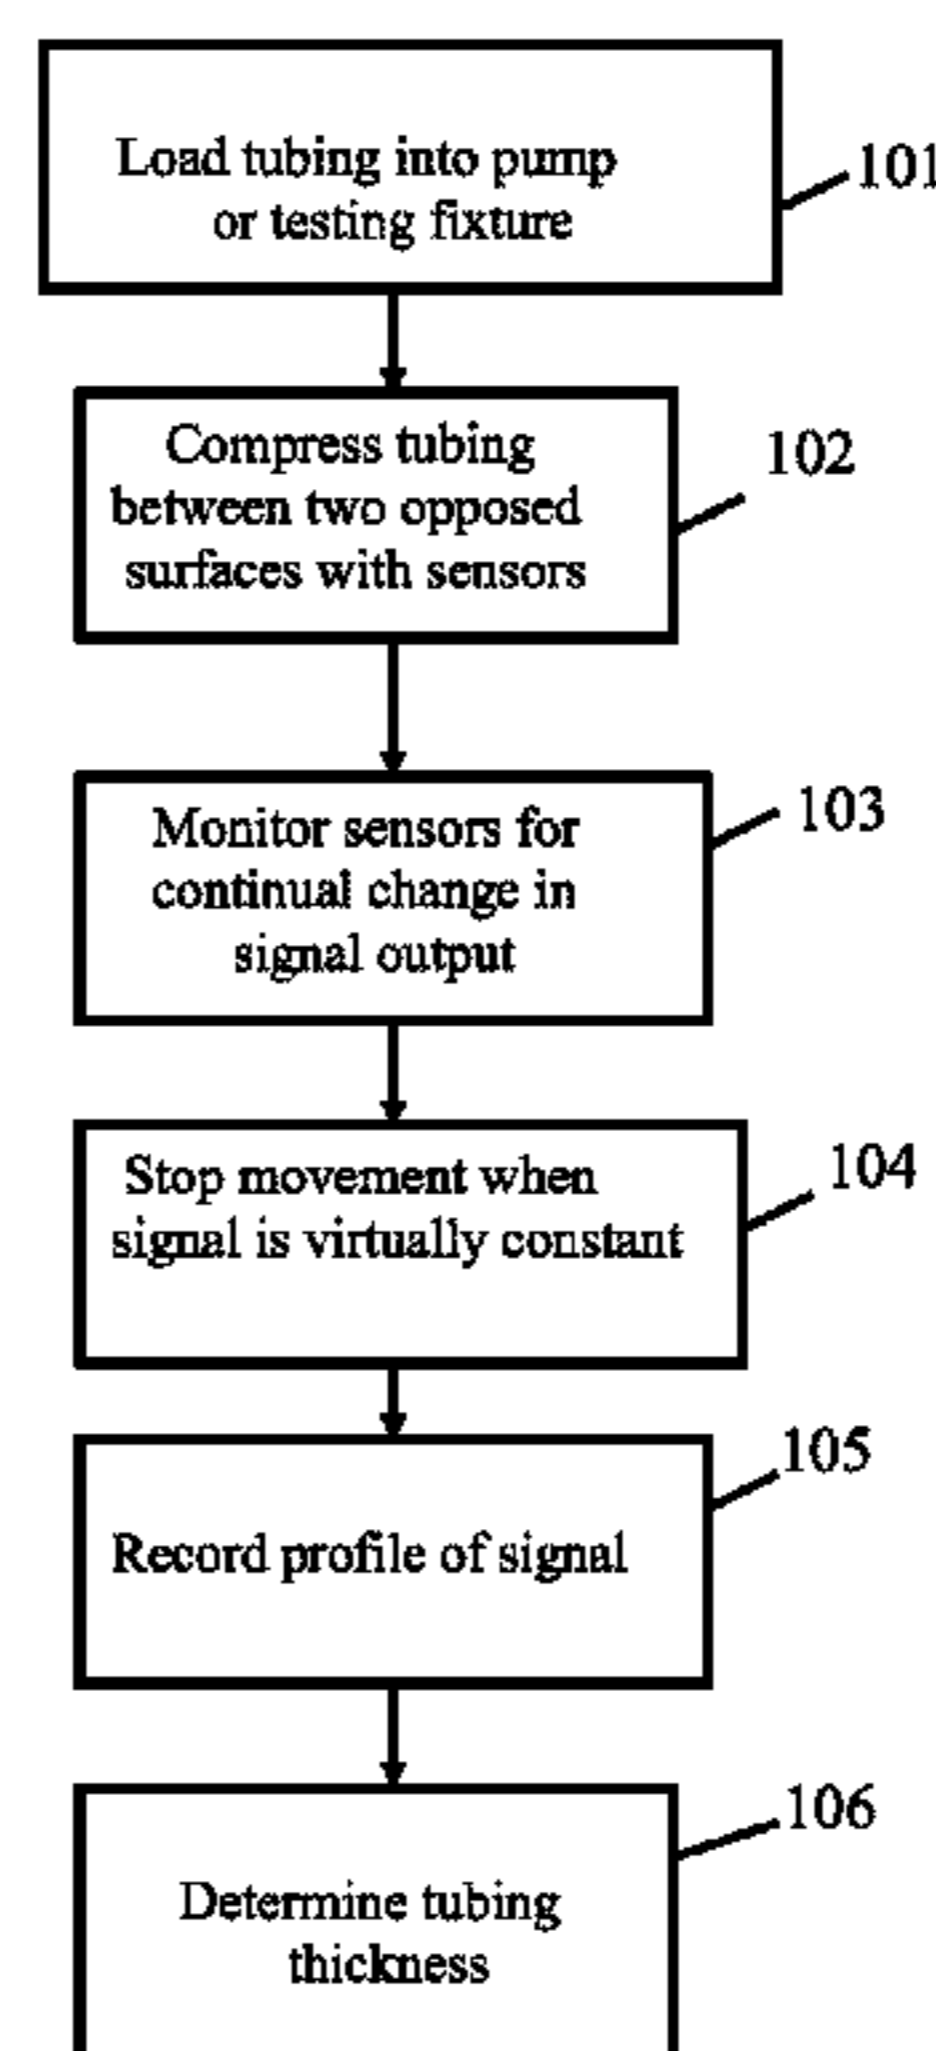 Load tubing into pump
or testing fixture
101
Compress tubing
between two opposed
surfaces with sensors
102
Monitor sensors for
continual change in
signal output
103
Stop movement when
signal is virtually constant
104
Record profile of signal
105
Determine tubing
thickness
106